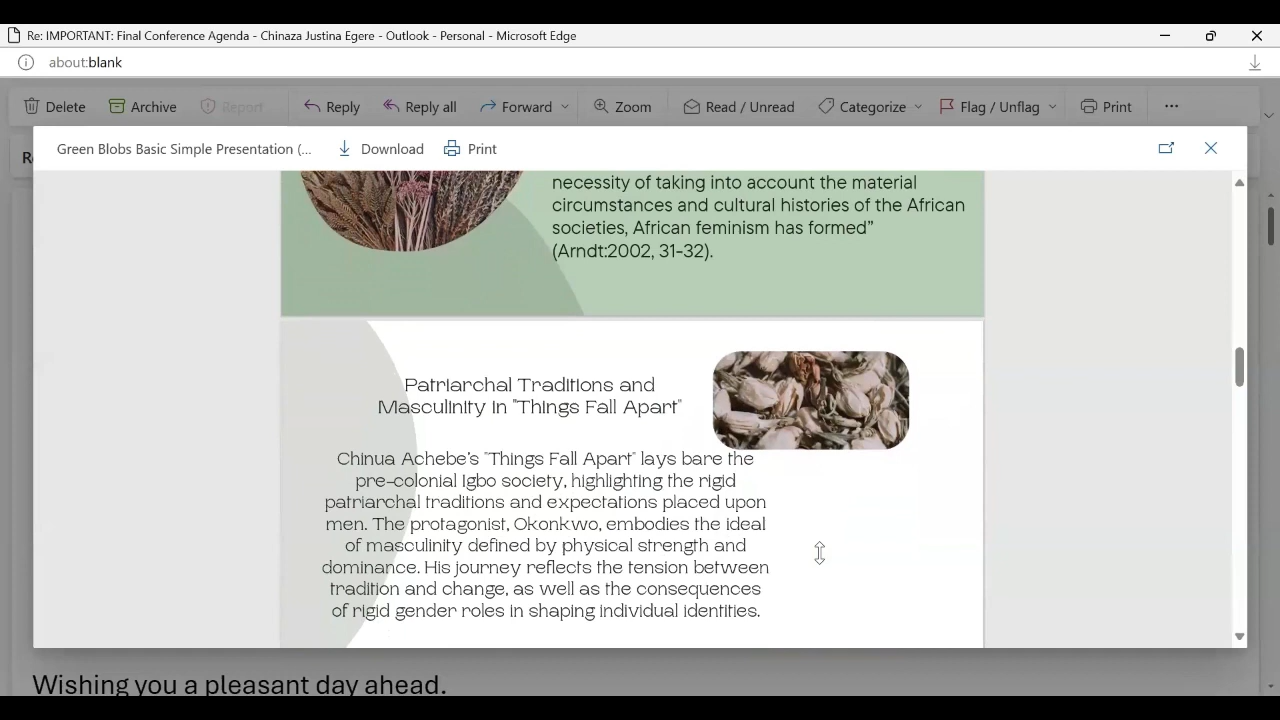 Re: IMPORTANT: Final Conference Agenda - Chinaza Justina Egere - Outlook - Personal - Microsoft Edge
about:blank
Delete Archive Report Reply Reply all Forward Zoom Read / Unread Categorize Flag / Unflag Print ...
Green Blobs Basic Simple Presentation (... Download Print
necessity of taking into account the material
circumstances and cultural histories of the African
societies, African feminism has formed”
(Arndt:2002, 31-32).
Patriarchal Traditions and
Masculinity in "Things Fall Apart"
Chinua Achebe's "Things Fall Apart" lays bare the
pre-colonial Igbo society, highlighting the rigid
patriarchal traditions and expectations placed upon
men. The protagonist, Okonkwo, embodies the ideal
of masculinity defined by physical strength and
dominance. His journey reflects the tension between
tradition and change, as well as the consequences
of rigid gender roles in shaping individual identities.
Wishing you a pleasant day ahead.